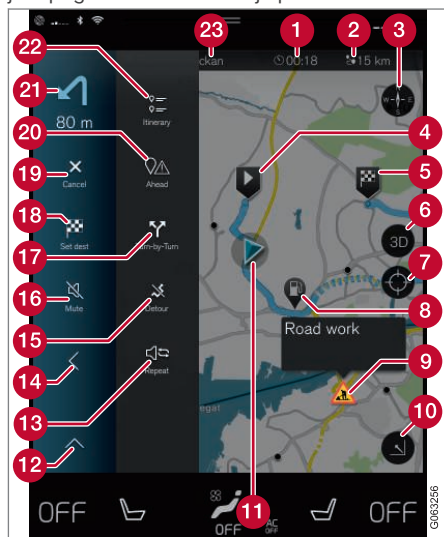 22
23
1
2
3
21
ckan
00:18
15 km
W
E
80 m
Itinerary
20
4
19
Cancel
Ahead
5
18
6
Set dest
17
urn-by-Turn
3D
16
7
Mute
15
Detour
8
Road work
14
13
Repeat
9
egat
12
10
11
OFF
OFF
AC
OFF
OFF
G063256